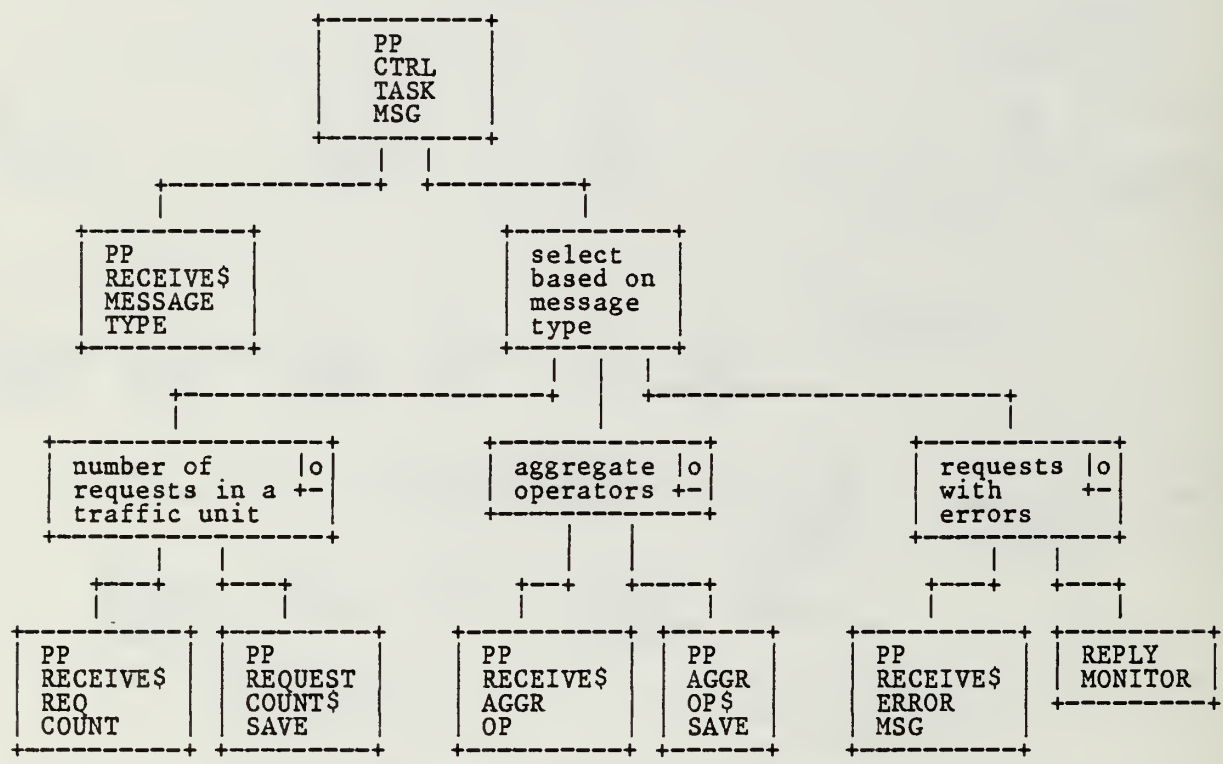 PP
CTRL
TASK
MSG
PP
RECEIVE$
MESSAGE
TYPE
select
based on
message
type
number of
requests in a
traffic unit
o
aggregate
operators
o
requests
with
errors
o
PP
RECEIVE$
REQ
COUNT
PP
REQUEST
COUNT$
SAVE
PP
RECEIVE$
AGGR
OP
PP
AGGR
OP$
SAVE
PP
RECEIVE$
ERROR
MSG
REPLY
MONITOR